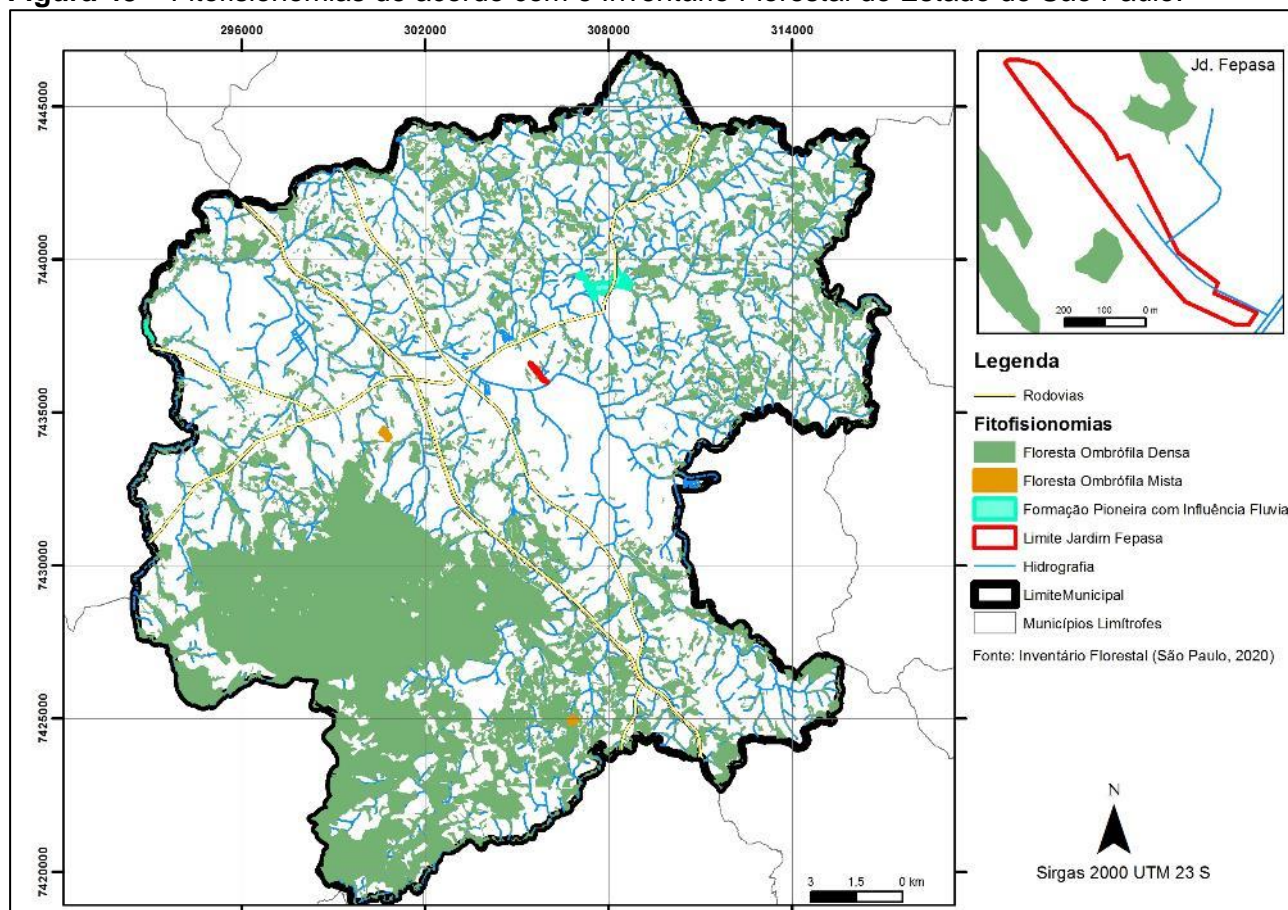 Figura – Fitofisionomias de acordo com o Inventário Florestal do Estado de São Paulo.
296000 302000 308000 314000
7445000
7440000
7435000
7430000
7425000
7420000
3 1,5 0 km
Jd. Fepasa
200 100 0 m
Legenda
Rodovias
Fitofisionomias
Floresta Ombrófila Densa
Floresta Ombrófila Mista
Formação Pioneira com Influência Fluvia
Limite Jardim Fepasa
Hidrografia
LimiteMunicipal
Municípios Limítrofes
Fonte: Inventário Florestal (São Paulo, 2020)
N
Sirgas 2000 UTM 23 S